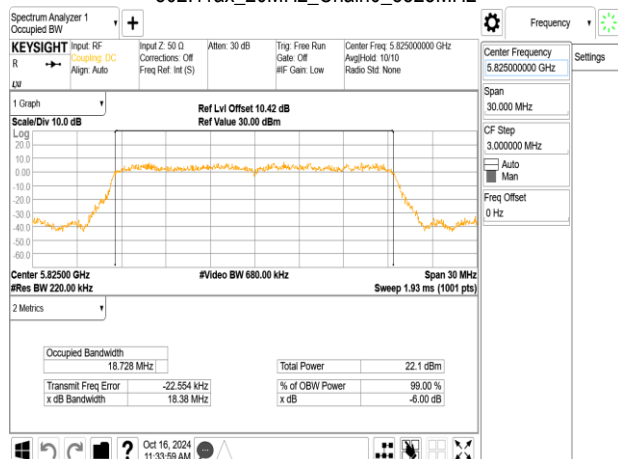 802.11ax_20MHz_Chain0_5825MHz
Spectrum Analyzer 1
Occupied BW
Frequency
KEYSIGHT
R
LXI
Input: RF
Coupling: DC
Align: Auto
Input Z: 50 Ω
Corrections: Off
Freq Ref: Int (S)
Atten: 30 dB
Trig: Free Run
Gate: Off
#IF Gain: Low
Center Freq: 5.825000000 GHz
Avg|Hold: 10/10
Radio Std: None
Center Frequency
5.825000000 GHz
Settings
Span
30.000 MHz
CF Step
3.000000 MHz
Auto
Man
Freq Offset
0 Hz
1 Graph
Scale/Div 10.0 dB
Ref Lvl Offset 10.42 dB
Ref Value 30.00 dBm
Log
20.0
10.0
0.00
-10.0
-20.0
-30.0
-40.0
-50.0
-60.0
Center 5.82500 GHz
#Video BW 680.00 kHz
Span 30 MHz
#Res BW 220.00 kHz
Sweep 1.93 ms (1001 pts)
2 Metrics
Occupied Bandwidth
18.728 MHz
Total Power 22.1 dBm
Transmit Freq Error -22.554 kHz
% of OBW Power 99.00 %
x dB Bandwidth 18.38 MHz
x dB -6.00 dB
?
Oct 16, 2024
11:33:59 AM